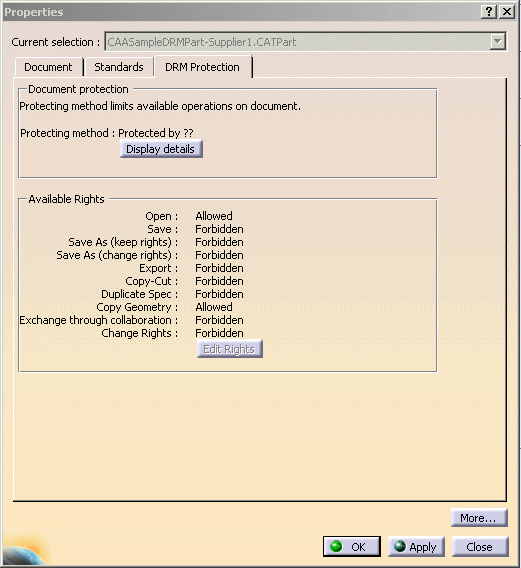 Properties
Current selection : CAASampleDRMPart-Supplier1.CATPart
Document Standards DRM Protection
Document protection
Protecting method limits available operations on document.
Protecting method : Protected by ??
Display details
Available Rights
Open : Allowed
Save : Forbidden
Save As (keep rights) : Forbidden
Save As (change rights) : Forbidden
Export : Forbidden
Copy-Cut : Forbidden
Duplicate Spec : Forbidden
Copy Geometry : Allowed
Exchange through collaboration : Forbidden
Change Rights : Forbidden
Edit Rights
More...
OK Apply Close